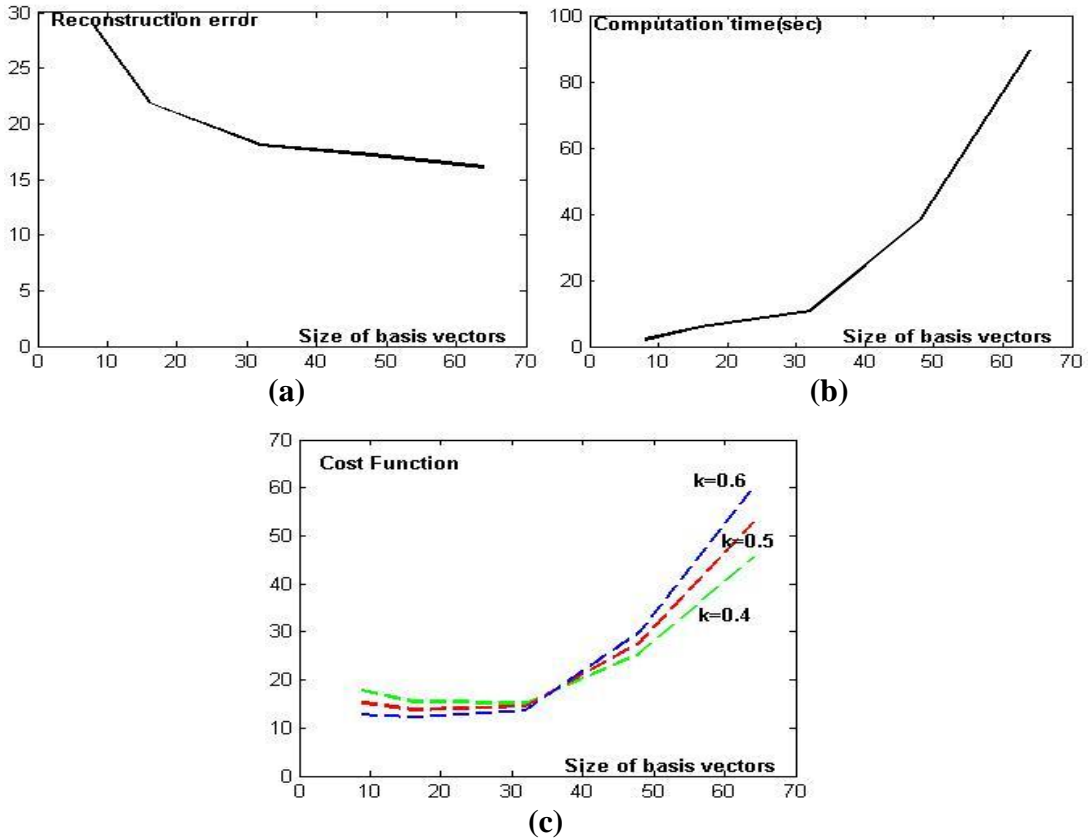 Reconstruction error
30
25
20
15
10
5
0
0 10 20 30 40 50 60 70
Size of basis vectors
(a)
Computation time(sec)
100
80
60
40
20
0
0 10 20 30 40 50 60 70
Size of basis vectors
(b)
Cost Function
70
60
50
40
30
20
10
0
k=0.6
k=0.5
k=0.4
Size of basis vectors
0 10 20 30 40 50 60 70
(c)